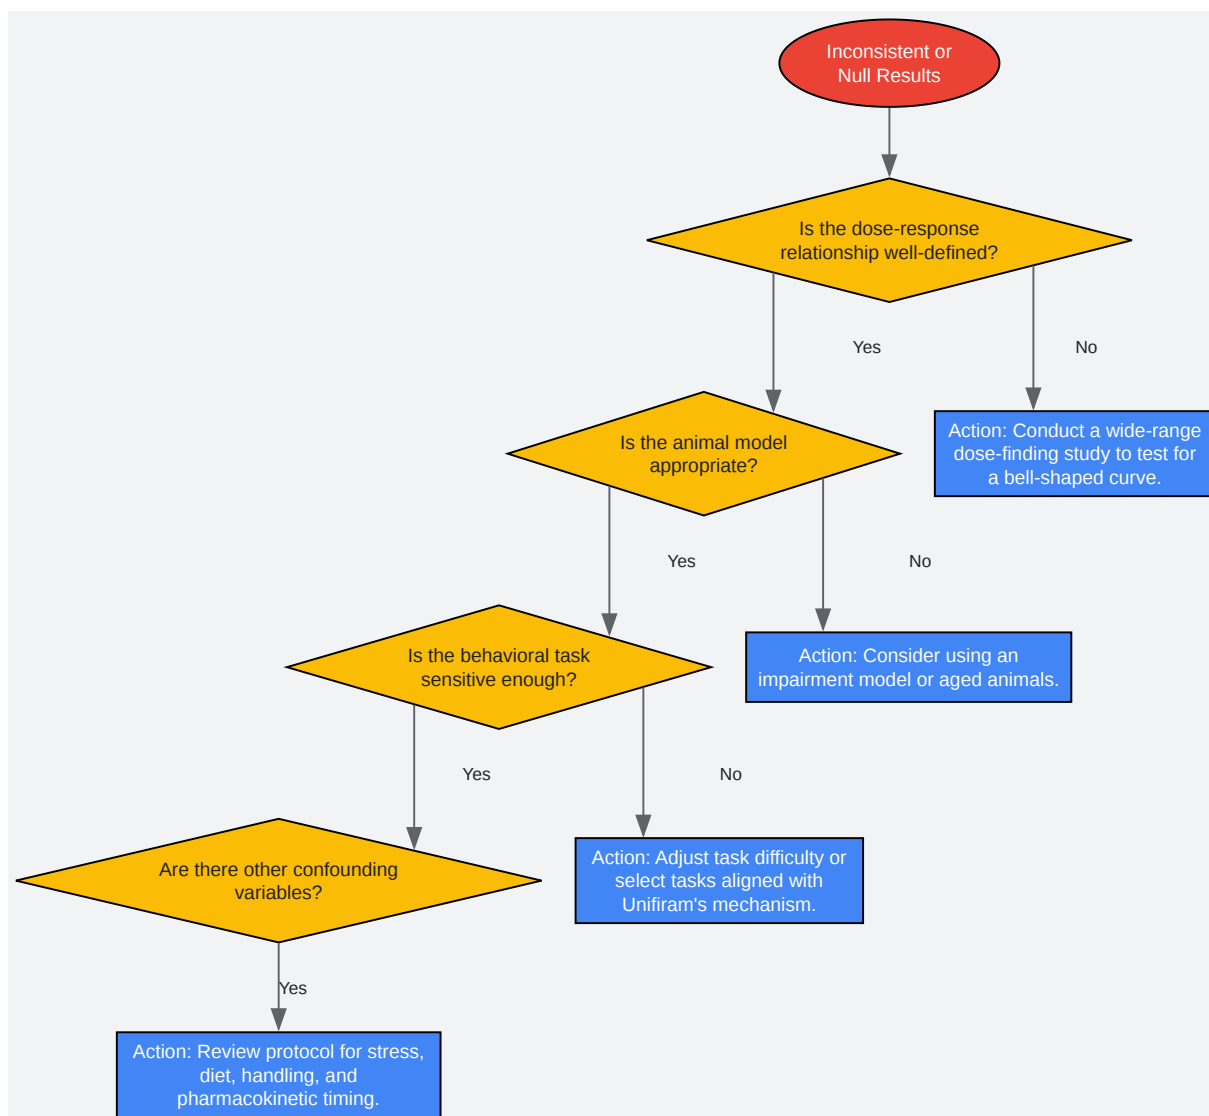 Inconsistent or
Null Results
Is the dose-response
relationship well-defined?
Yes
No
Is the animal model
appropriate?
Action: Conduct a wide-range
dose-finding study to test for
a bell-shaped curve.
Yes
No
Is the behavioral task
sensitive enough?
Action: Consider using an
impairment model or aged animals.
Yes
No
Are there other confounding
variables?
Action: Adjust task difficulty or
select tasks aligned with
Unifiram's mechanism.
Yes
Action: Review protocol for stress,
diet, handling, and
pharmacokinetic timing.